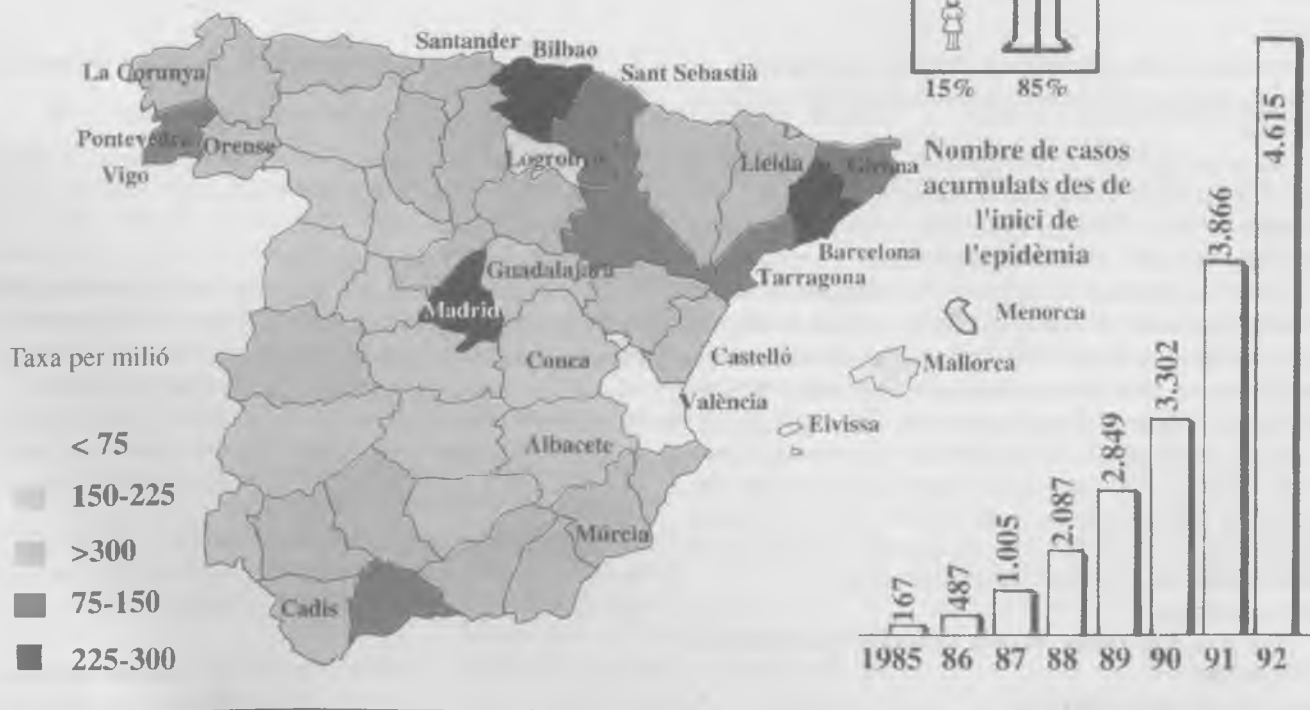 15% 85%
Nombre de casos
acumulats des de
l'inici de
l'epidèmia
Santander
Bilbao
Sant Sebastià
La Corunya
Pontevedra
Orense
Vigo
Logronyo
Lleida
Girona
Barcelona
Tarragona
Guadalajara
Madrid
Menorca
Conca
Castelló
Mallorca
València
Eivissa
Albacete
Múrcia
Cadis
Taxa per milió
< 75
150-225
>300
75-150
225-300
167
487
1.005
2.087
2.849
3.302
3.866
4.615
1985 86 87 88 89 90 91 92